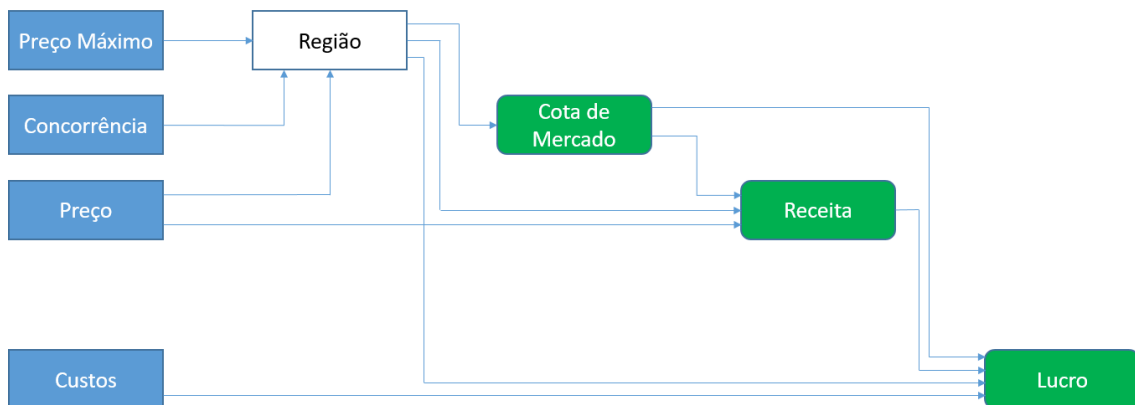 Preço Máximo
Região
Concorrência
Cota de
Mercado
Preço
Receita
Custos
Lucro